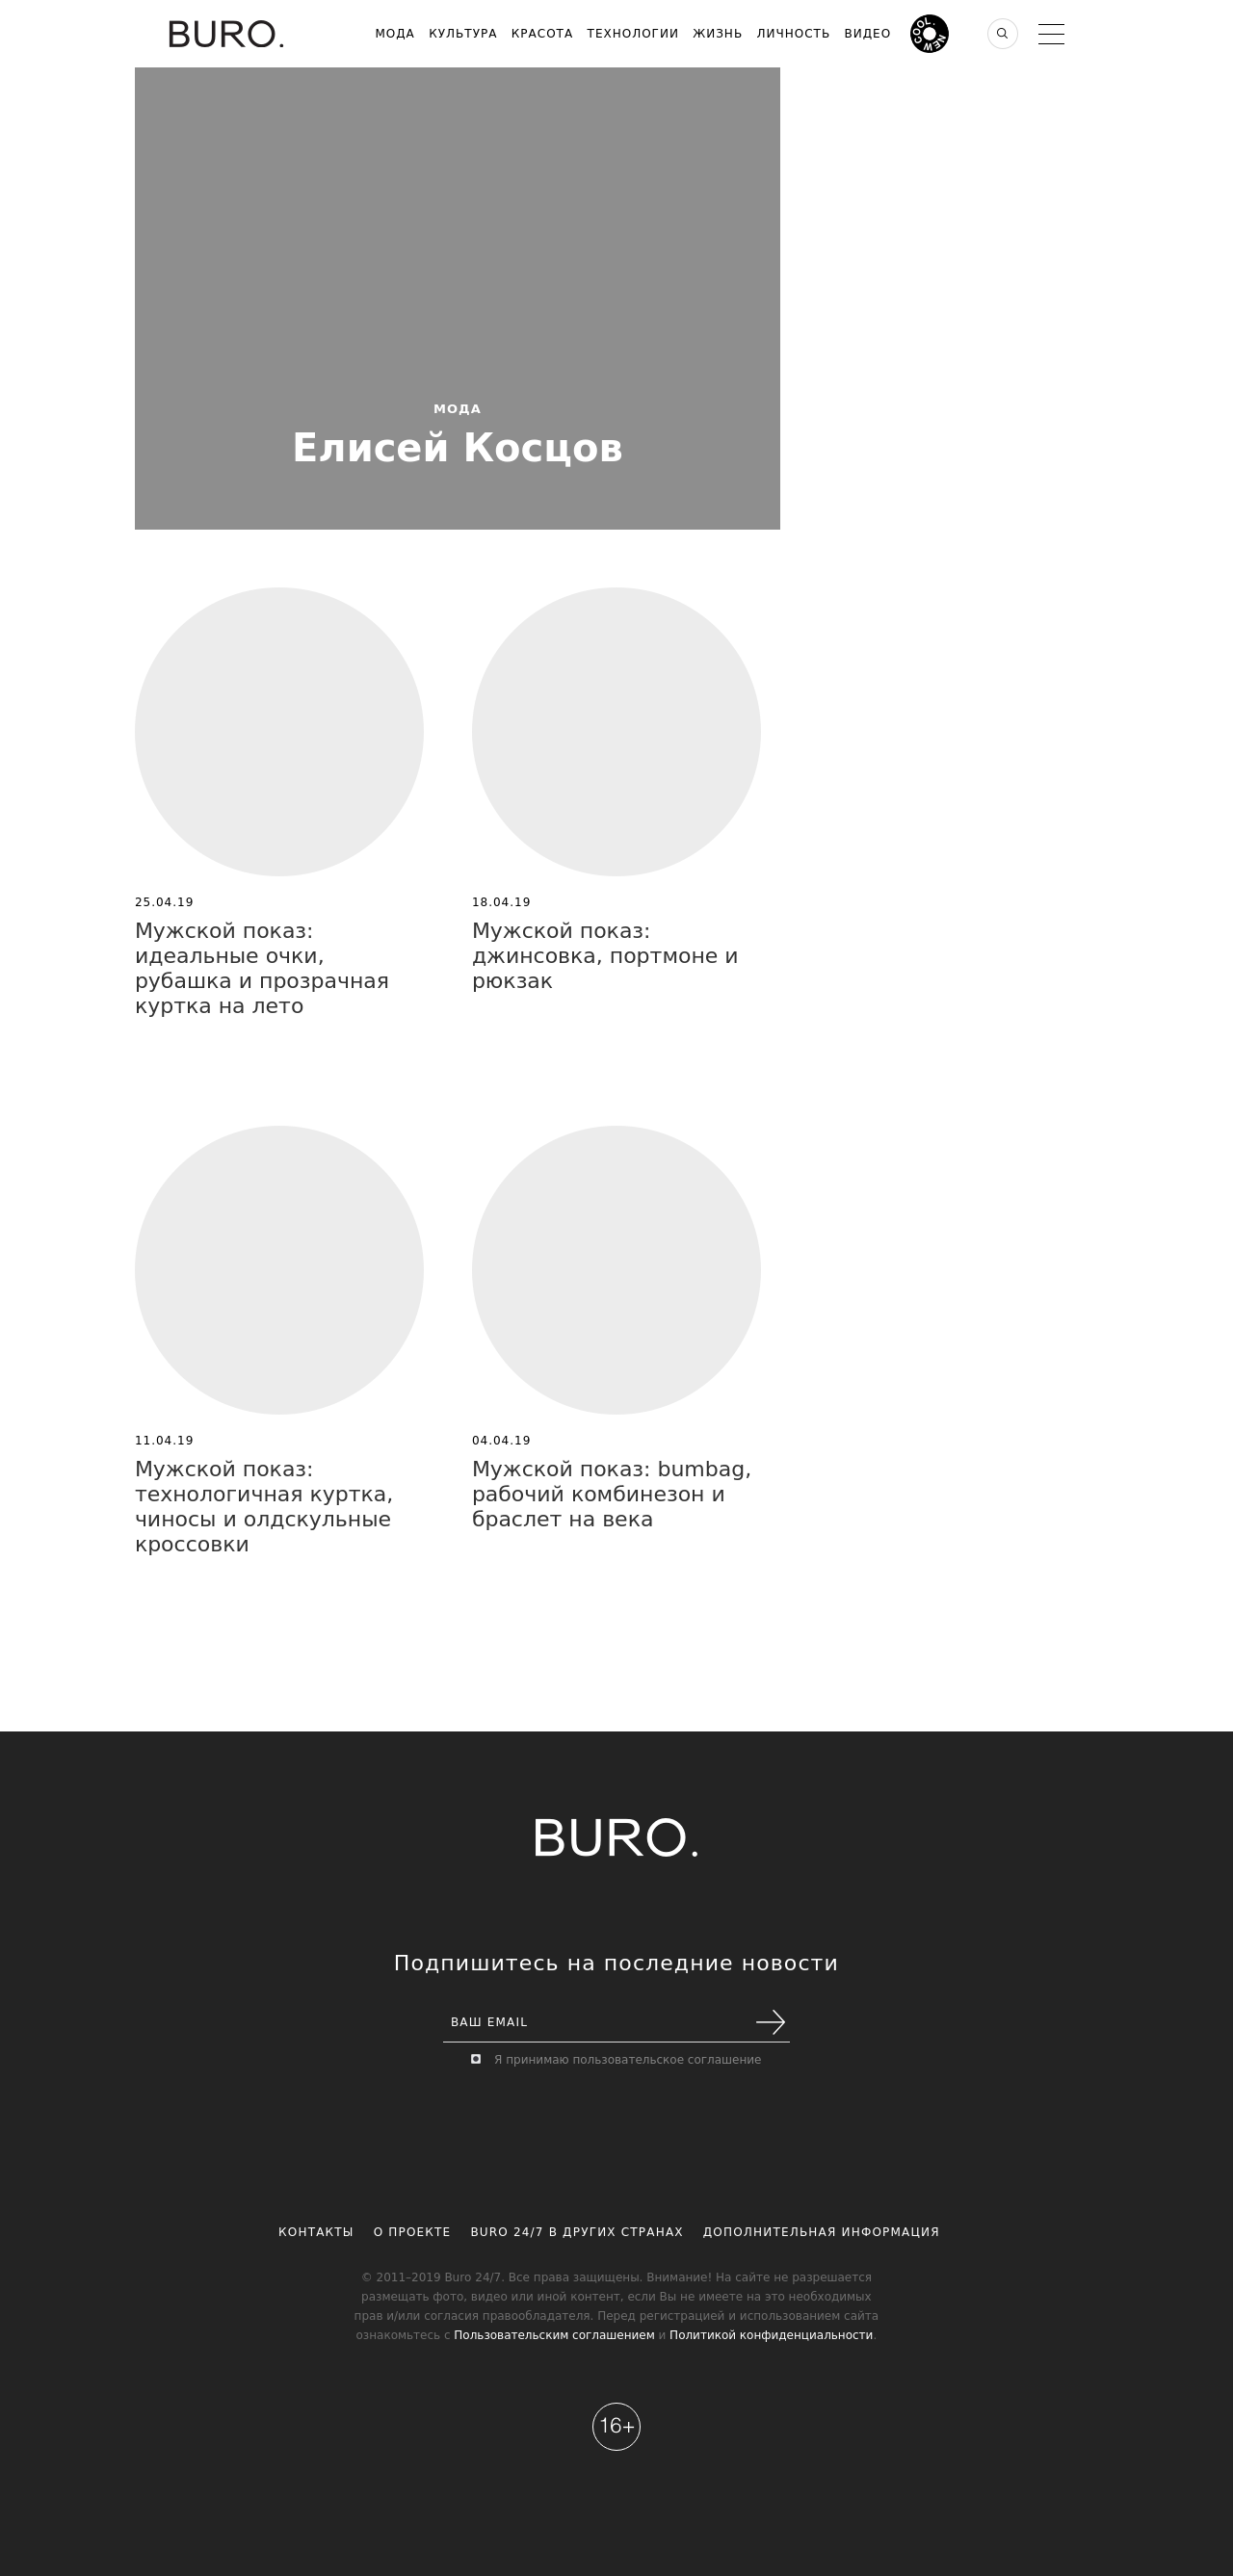 BURO.
МОДА КУЛЬТУРА КРАСОТА ТЕХНОЛОГИИ ЖИЗНЬ ЛИЧНОСТЬ ВИДЕО
NEW COOL.
МОДА
Елисей Косцов
25.04.19
Мужской показ:
идеальные очки,
рубашка и прозрачная
куртка на лето
18.04.19
Мужской показ:
джинсовка, портмоне и
рюкзак
11.04.19
Мужской показ:
технологичная куртка,
чиносы и олдскульные
кроссовки
04.04.19
Мужской показ: bumbag,
рабочий комбинезон и
браслет на века
BURO.
Подпишитесь на последние новости
ВАШ EMAIL
Я принимаю пользовательское соглашение
КОНТАКТЫ О ПРОЕКТЕ BURO 24/7 В ДРУГИХ СТРАНАХ ДОПОЛНИТЕЛЬНАЯ ИНФОРМАЦИЯ
© 2011–2019 Buro 24/7. Все права защищены. Внимание! На сайте не разрешается
размещать фото, видео или иной контент, если Вы не имеете на это необходимых
прав и/или согласия правообладателя. Перед регистрацией и использованием сайта
ознакомьтесь с Пользовательским соглашением и Политикой конфиденциальности.
16+